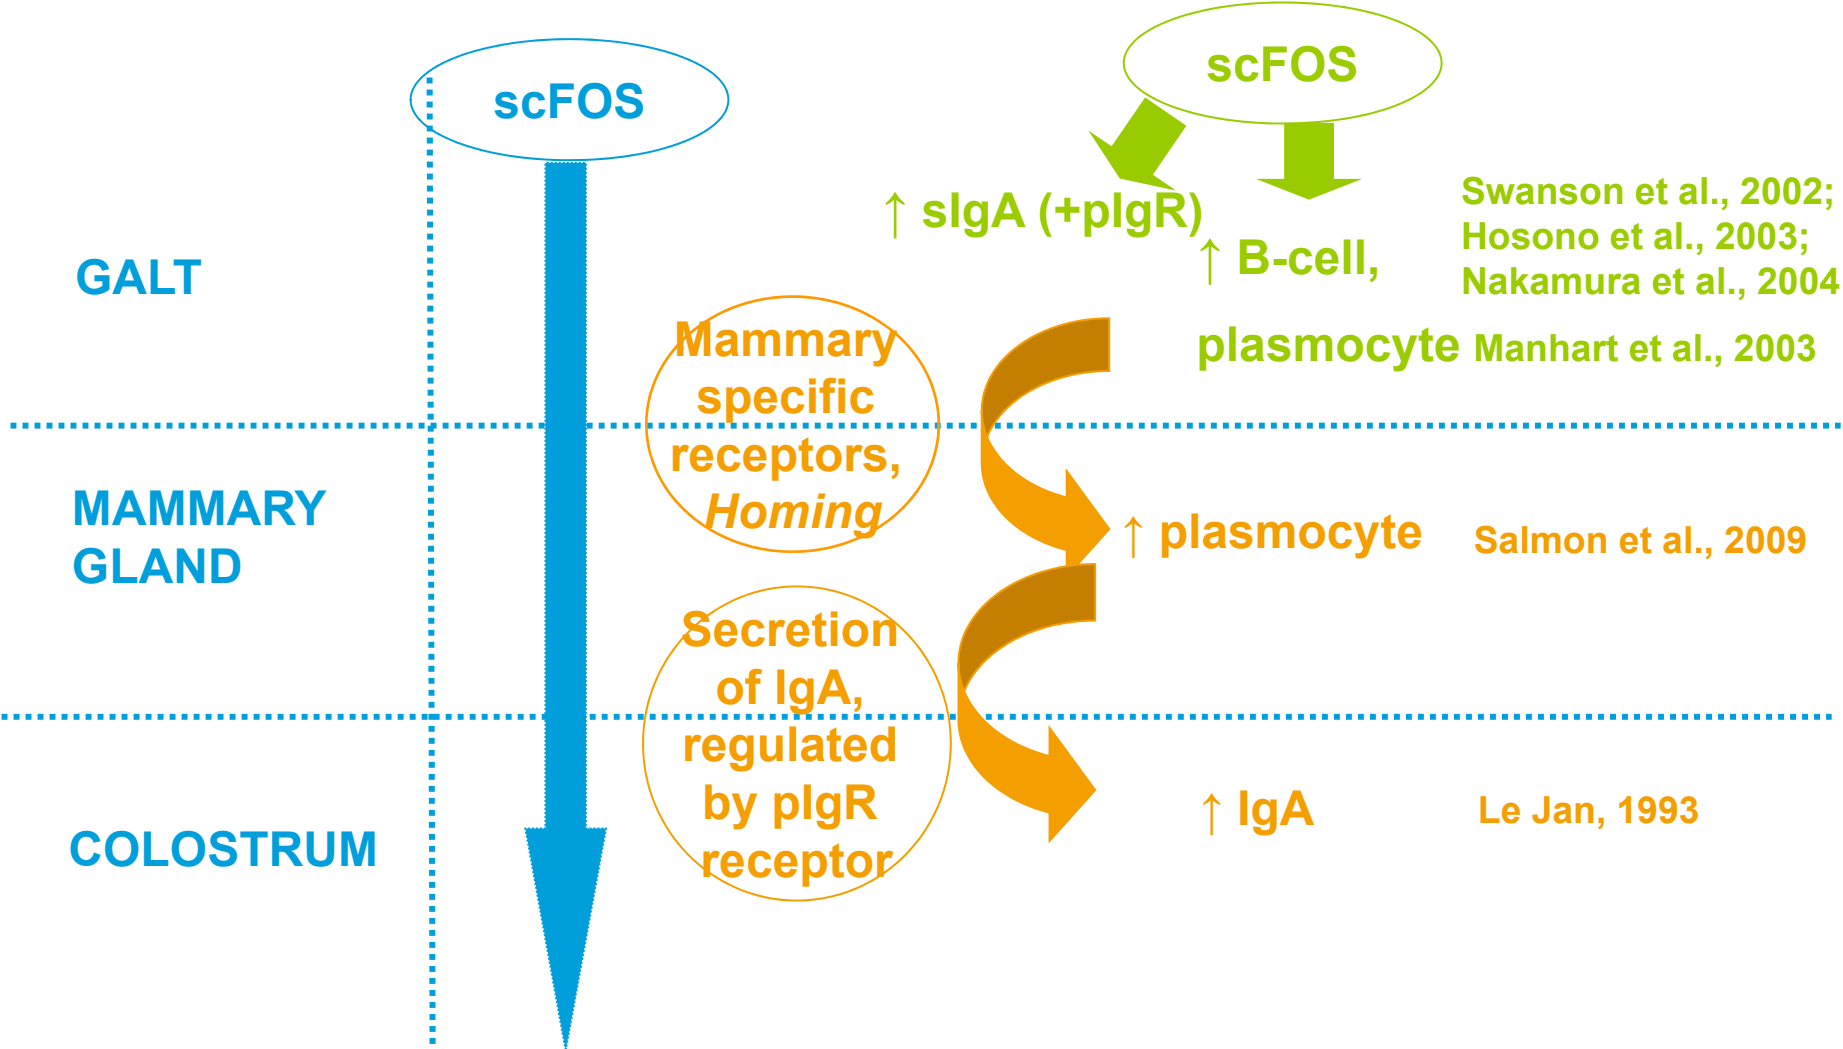 scFOS
scFOS
GALT
↑ sIgA (+pIgR)
↑ B-cell,
plasmocyte
Swanson et al., 2002;
Hosono et al., 2003;
Nakamura et al., 2004
Manhart et al., 2003
Mammary
specific
receptors,
Homing
MAMMARY
GLAND
↑ plasmocyte
Salmon et al., 2009
Secretion
of IgA,
regulated
by pIgR
receptor
COLOSTRUM
↑ IgA
Le Jan, 1993